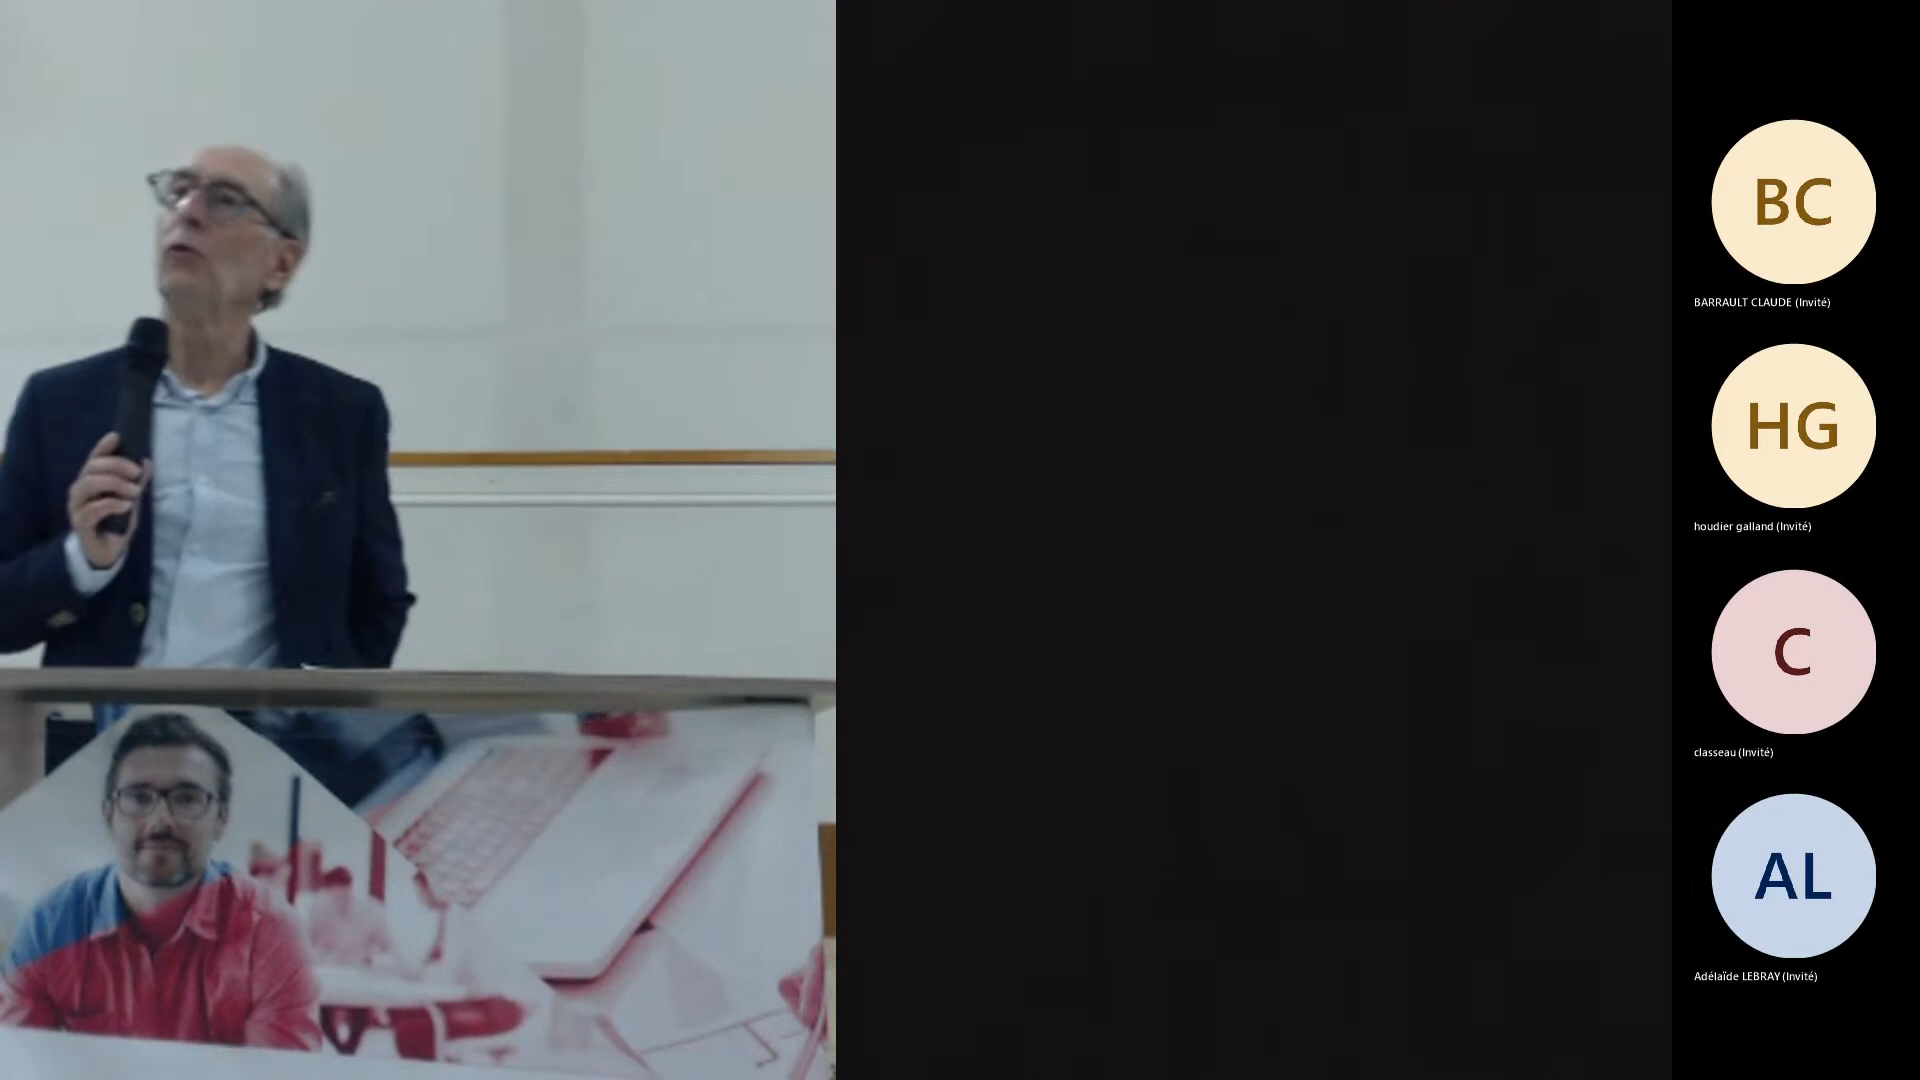 BC
BARRAULT CLAUDE (Invité)
HG
houdier galland (Invité)
C
classeau (Invité)
AL
Adélaïde LEBRAY (Invité)